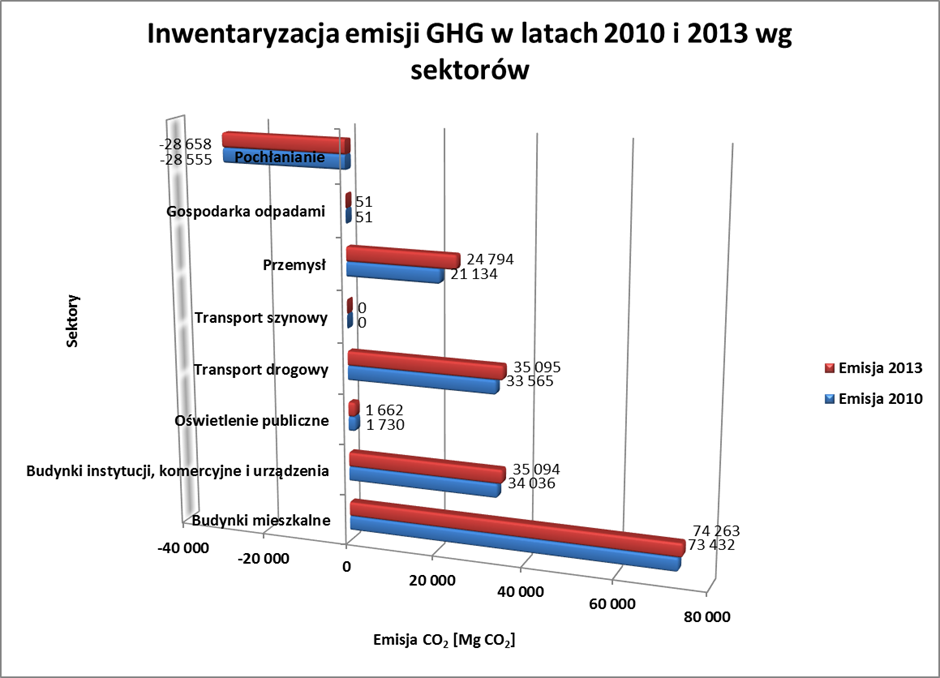 Inwentaryzacja emisji GHG w latach 2010 i 2013 wg
sektorów
-28 658
-28 555
Pochłanianie
51
Gospodarka odpadami
51
24 794
Przemysł
21 134
0
Transport szynowy
0
35 095
Transport drogowy
33 565
1 662
Oświetlenie publiczne
1 730
35 094
Budynki instytucji, komercyjne i urządzenia
34 036
74 263
Budynki mieszkalne
73 432
Sektory
Emisja 2013
Emisja 2010
-40 000
-20 000
0
20 000
40 000
60 000
80 000
Emisja CO₂ [Mg CO₂]